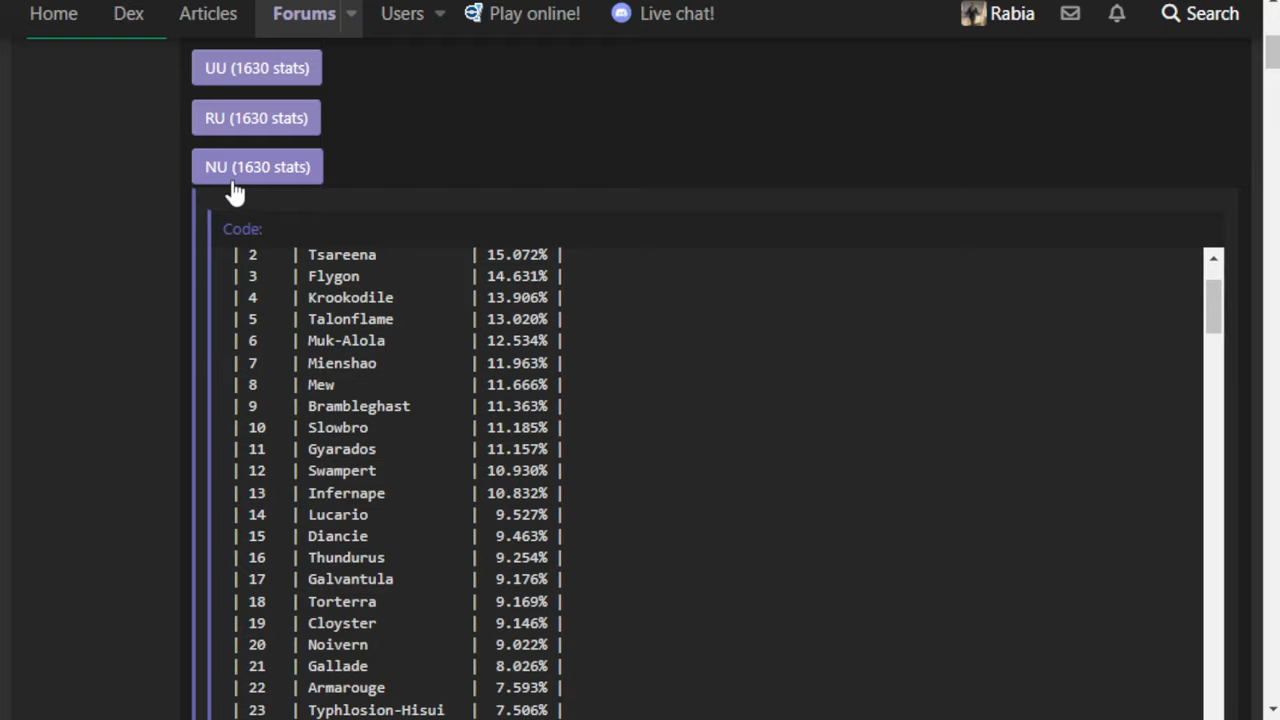 Home Dex Articles Forums Users Play online! Live chat! Rabia Search
UU (1630 stats)
RU (1630 stats)
NU (1630 stats)
Code:
| 2 | Tsareena | 15.072% |
| 3 | Flygon | 14.631% |
| 4 | Krookodile | 13.906% |
| 5 | Talonflame | 13.020% |
| 6 | Muk-Alola | 12.534% |
| 7 | Mienshao | 11.963% |
| 8 | Mew | 11.666% |
| 9 | Brambleghast | 11.363% |
| 10 | Slowbro | 11.185% |
| 11 | Gyarados | 11.157% |
| 12 | Swampert | 10.930% |
| 13 | Infernape | 10.832% |
| 14 | Lucario | 9.527% |
| 15 | Diancie | 9.463% |
| 16 | Thundurus | 9.254% |
| 17 | Galvantula | 9.176% |
| 18 | Torterra | 9.169% |
| 19 | Cloyster | 9.146% |
| 20 | Noivern | 9.022% |
| 21 | Gallade | 8.026% |
| 22 | Armarouge | 7.593% |
| 23 | Typhlosion-Hisui | 7.506% |